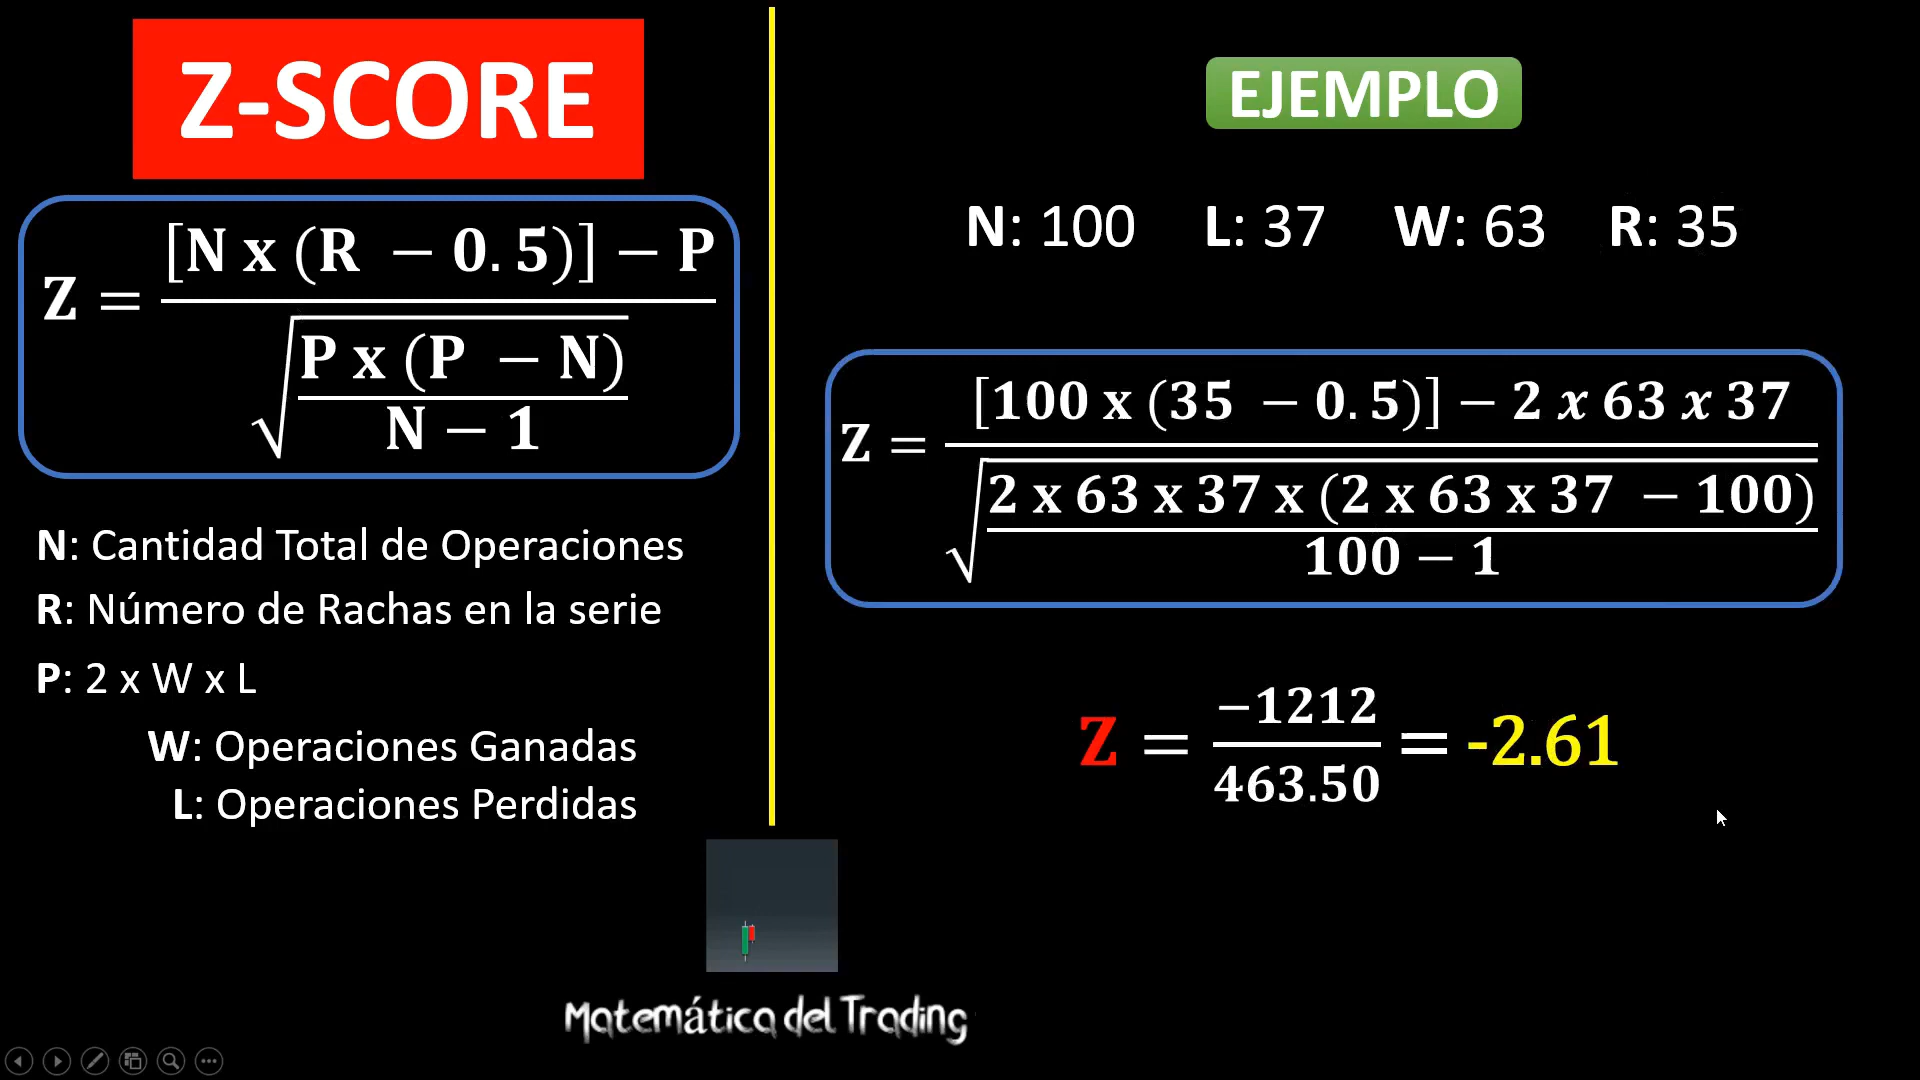 Z-SCORE
Z = [N x (R − 0.5)] − P
√ P x (P − N)
N − 1
N: Cantidad Total de Operaciones
R: Número de Rachas en la serie
P: 2 x W x L
W: Operaciones Ganadas
L: Operaciones Perdidas
EJEMPLO
N: 100 L: 37 W: 63 R: 35
Z = [100 x (35 − 0.5)] − 2 x 63 x 37
√ 2 x 63 x 37 x (2 x 63 x 37 − 100)
100 − 1
Z = −1212 = -2.61
463.50
Matemática del Trading